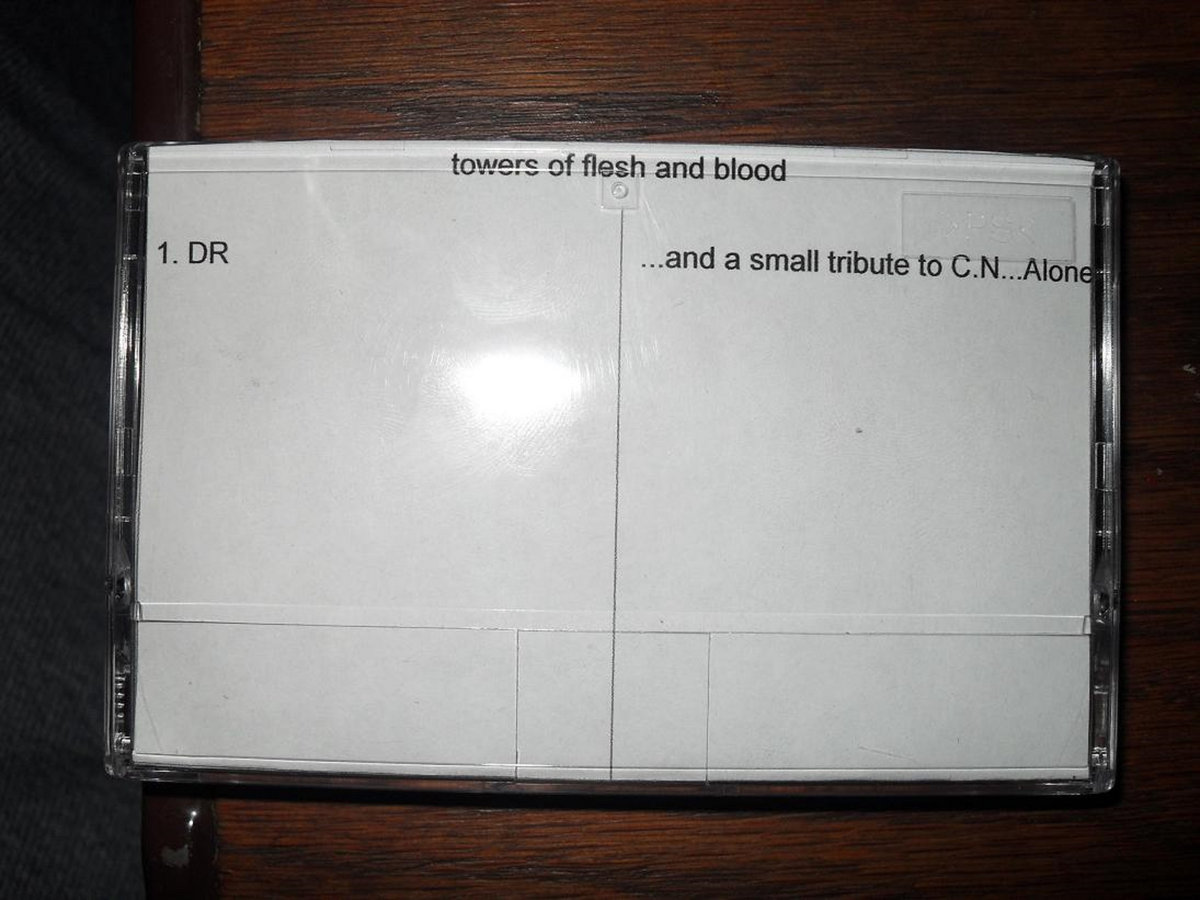 towers of flesh and blood
1. DR
...and a small tribute to C.N...Alone